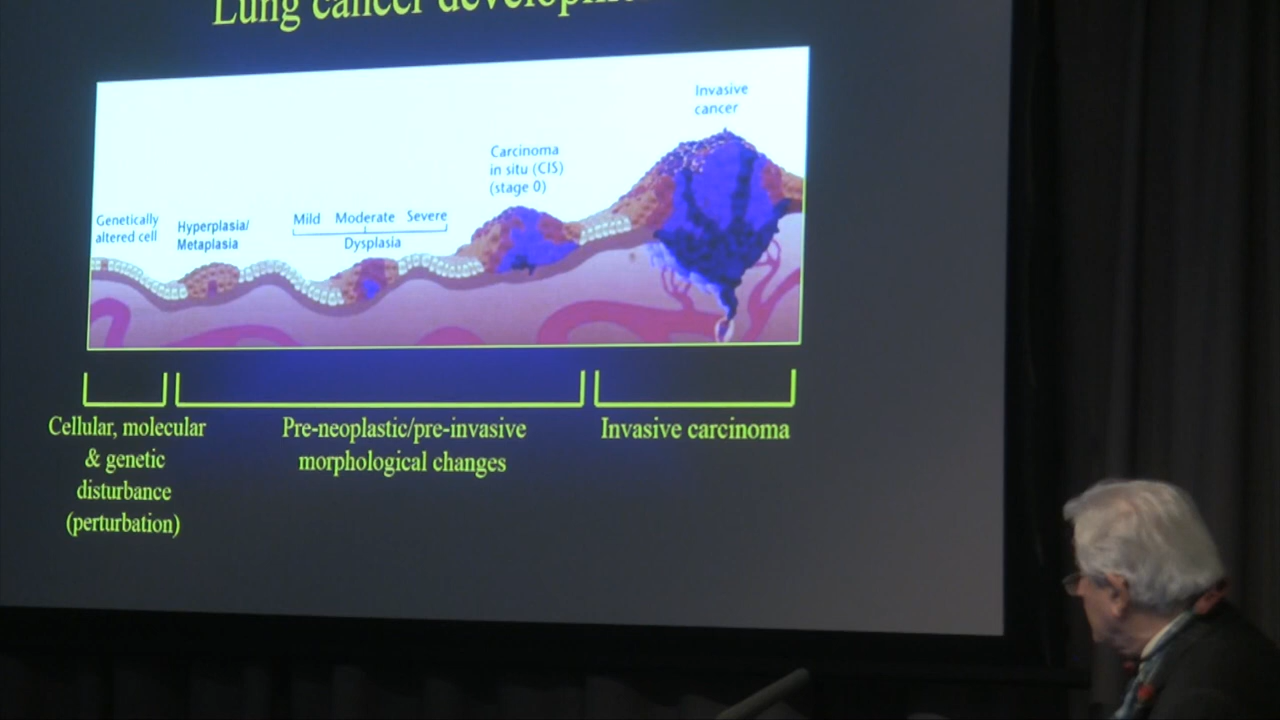 Lung cancer
Invasive
cancer
Carcinoma
in situ (CIS)
(stage 0)
Mild Moderate Severe
Dysplasia
Genetically
altered cell
Hyperplasia/
Metaplasia
Cellular, molecular
& genetic
disturbance
(perturbation)
Pre-neoplastic/pre-invasive
morphological changes
Invasive carcinoma